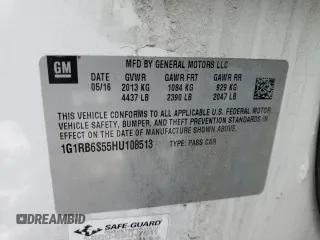 GM
MFD BY GENERAL MOTORS LLC
DATE GVWR GAWR FRT GAWR RR
05/16 2013 KG 1084 KG 929 KG
4437 LB 2390 LB 2047 LB
THIS VEHICLE CONFORMS TO ALL APPLICABLE U.S. FEDERAL MOTOR
VEHICLE SAFETY, BUMPER, AND THEFT PREVENTION STANDARDS IN
EFFECT ON THE DATE OF MANUFACTURE SHOWN ABOVE.
1G1RB6S55HU108513 TYPE: PASS CAR
SAFE-GUARD
DREAMBID